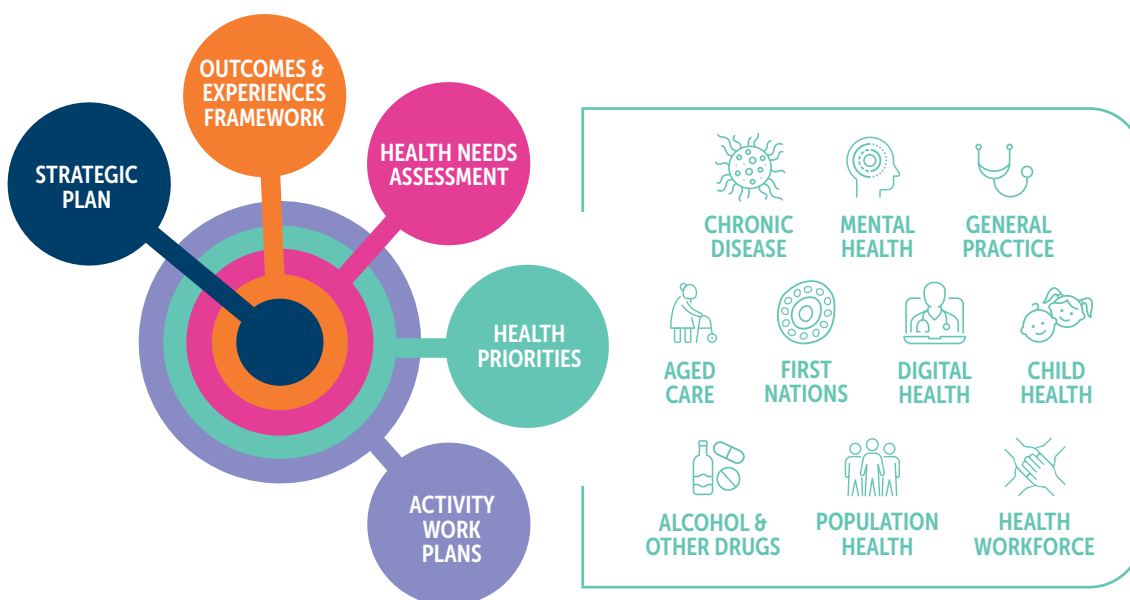 OUTCOMES &
EXPERIENCES
FRAMEWORK
STRATEGIC
PLAN
HEALTH NEEDS
ASSESSMENT
HEALTH
PRIORITIES
ACTIVITY
WORK
PLANS
CHRONIC
DISEASE
MENTAL
HEALTH
GENERAL
PRACTICE
AGED
CARE
FIRST
NATIONS
DIGITAL
HEALTH
CHILD
HEALTH
ALCOHOL &
OTHER DRUGS
POPULATION
HEALTH
HEALTH
WORKFORCE